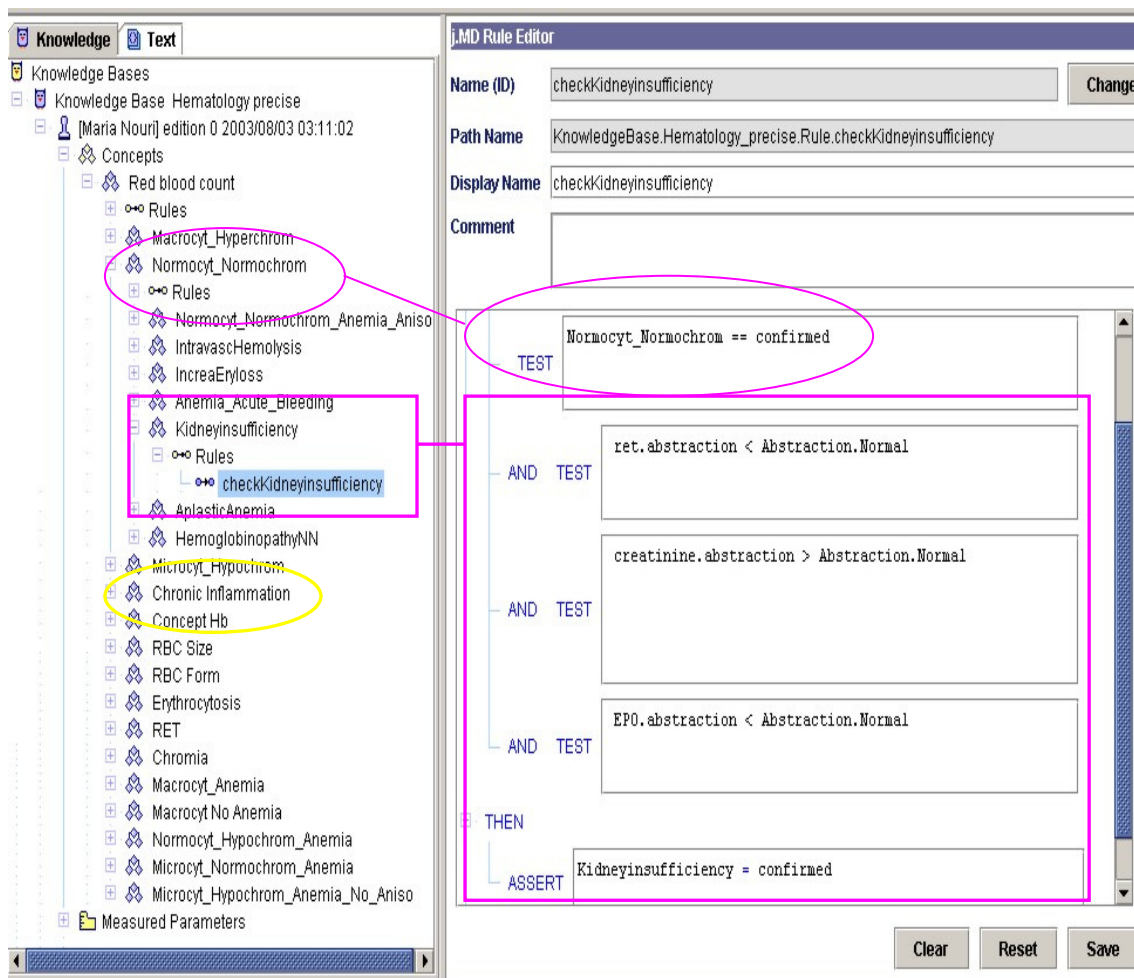 Knowledge Text
Knowledge Bases
Knowledge Base Hematology precise
[Maria Nouri] edition 0 2003/08/03 03:11:02
Concepts
Red blood count
Rules
Macrocyt_Hyperchrom
Normocyt_Normochrom
Rules
Normocyt_Normochrom_Anemia_Aniso
IntravascHemolysis
IncreaEryloss
Anemia_Acute_Bleeding
Kidneyinsufficiency
Rules
checkKidneyinsufficiency
AplasticAnemia
HemoglobinopathyNN
Microcyt_Hypochrom
Chronic Inflammation
Concept Hb
RBC Size
RBC Form
Erythrocytosis
RET
Chromia
Macrocyt_Anemia
Macrocyt No Anemia
Normocyt_Hypochrom_Anemia
Microcyt_Normochrom_Anemia
Microcyt_Hypochrom_Anemia_No_Aniso
Measured Parameters
j.MD Rule Editor
Name (ID) checkKidneyinsufficiency Change
Path Name KnowledgeBase.Hematology_precise.Rule.checkKidneyinsufficiency
Display Name checkKidneyinsufficiency
Comment
TEST Normocyt_Normochrom == confirmed
AND TEST ret.abstraction < Abstraction.Normal
AND TEST creatinine.abstraction > Abstraction.Normal
AND TEST EPO.abstraction < Abstraction.Normal
THEN
ASSERT Kidneyinsufficiency = confirmed
Clear Reset Save